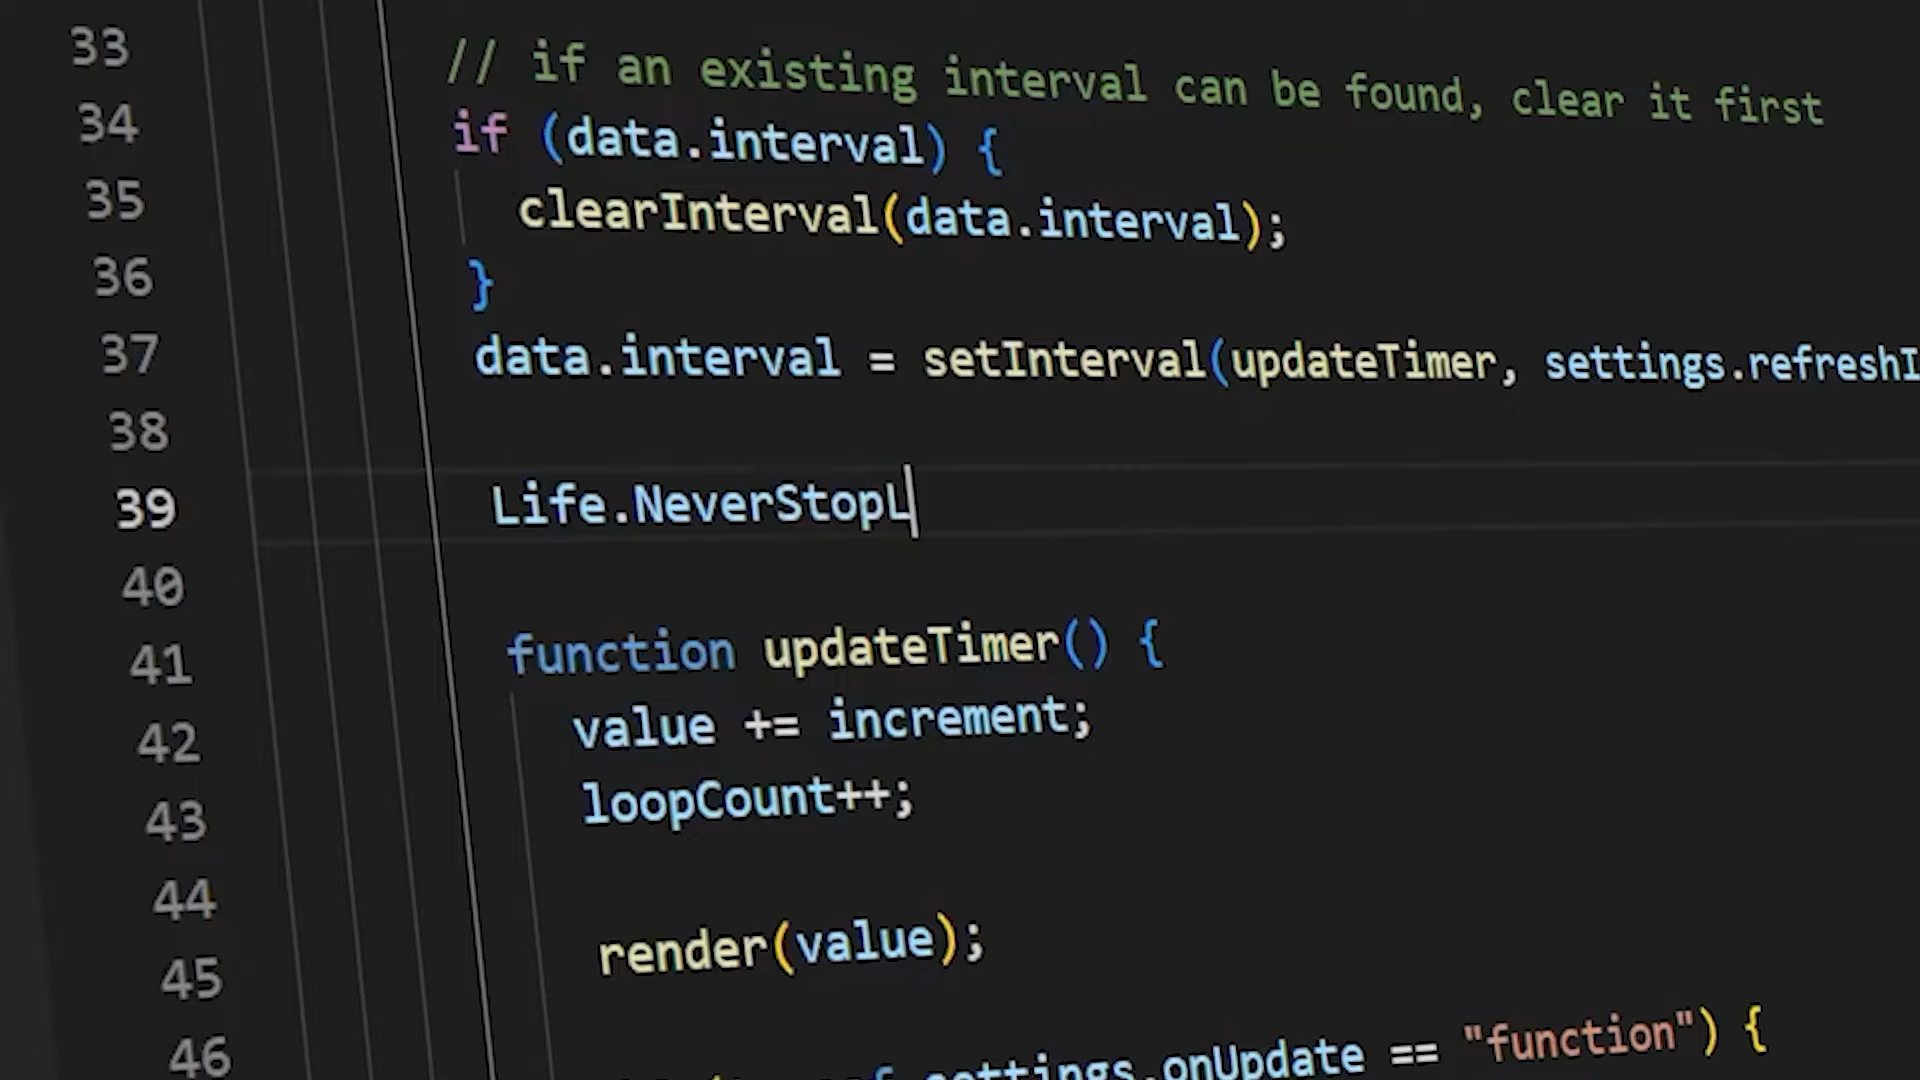 33 // if an existing interval can be found, clear it first
34 if (data.interval) {
35 clearInterval(data.interval);
36 }
37 data.interval = setInterval(updateTimer, settings.refreshI
38
39 Life.NeverStopL
40
41 function updateTimer() {
42 value += increment;
43 loopCount++;
44
45 render(value);
46
settings.onUpdate == "function") {